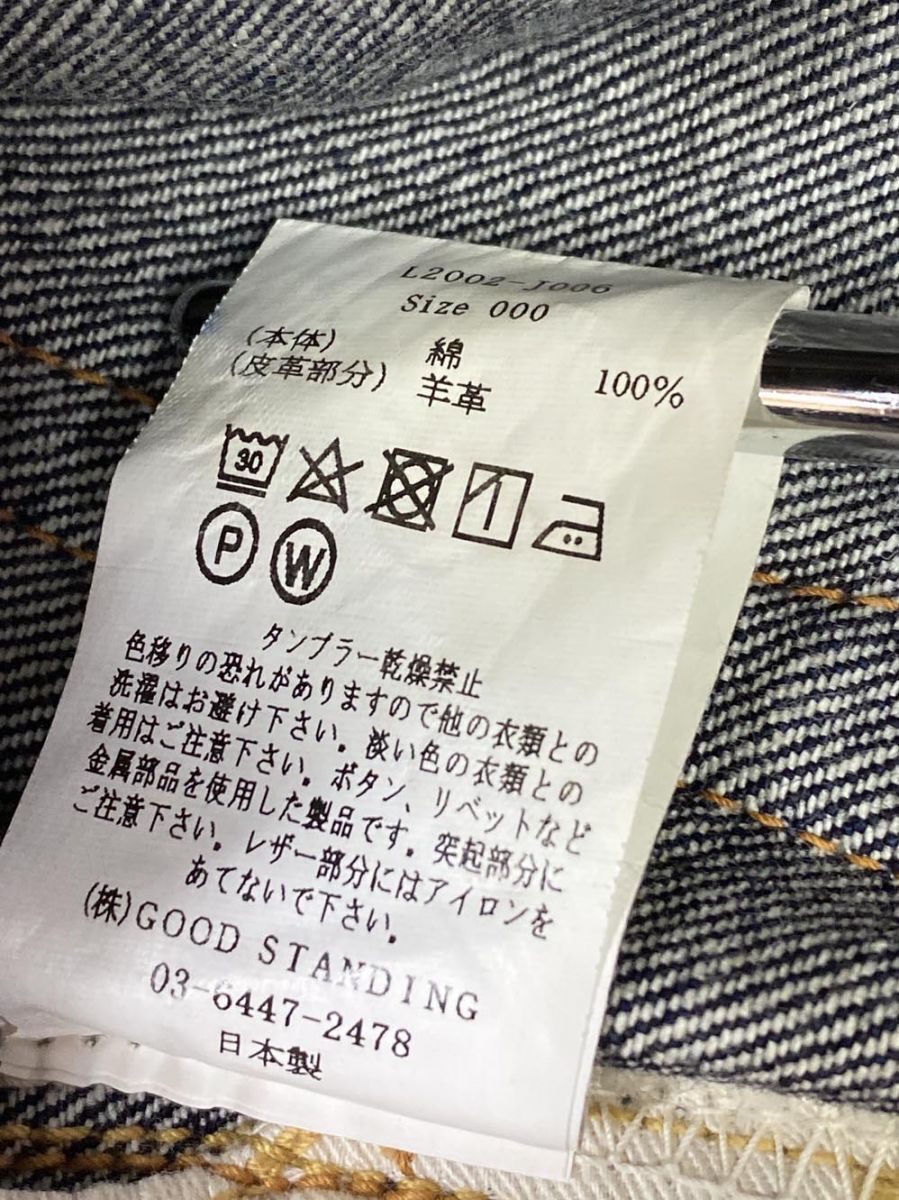 L2002-J006
Size 000
(本体) 綿 100%
(皮革部分) 羊革
30
P W
タンブラー乾燥禁止
色移りの恐れがありますので他の衣類との
洗濯はお避け下さい。淡い色の衣類との
着用はご注意下さい。ボタン、リベットなど
金属部品を使用した製品です。突起部分に
ご注意下さい。レザー部分にはアイロンを
あてないで下さい。
(株)GOOD STANDING
03-6447-2478
日本製